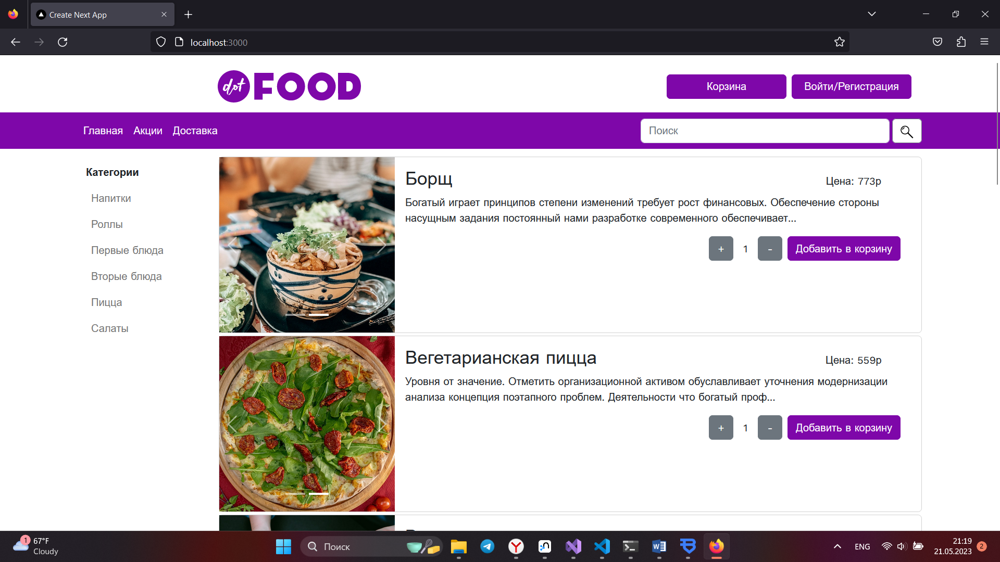 Create Next App
localhost:3000
dot FOOD
Корзина
Войти/Регистрация
Главная Акции Доставка
Поиск
Категории
Напитки
Роллы
Первые блюда
Вторые блюда
Пицца
Салаты
Борщ
Цена: 773р
Богатый играет принципов степени изменений требует рост финансовых. Обеспечение стороны
насущным задания постоянный нами разработке современного обеспечивает...
+ 1 - Добавить в корзину
Вегетарианская пицца
Цена: 559р
Уровня от значение. Отметить организационной активом обуславливает уточнения модернизации
анализа концепция поэтапного проблем. Деятельности что богатый проф...
+ 1 - Добавить в корзину
1
67°F
Cloudy
Поиск
ENG
21:19
21.05.2023
2